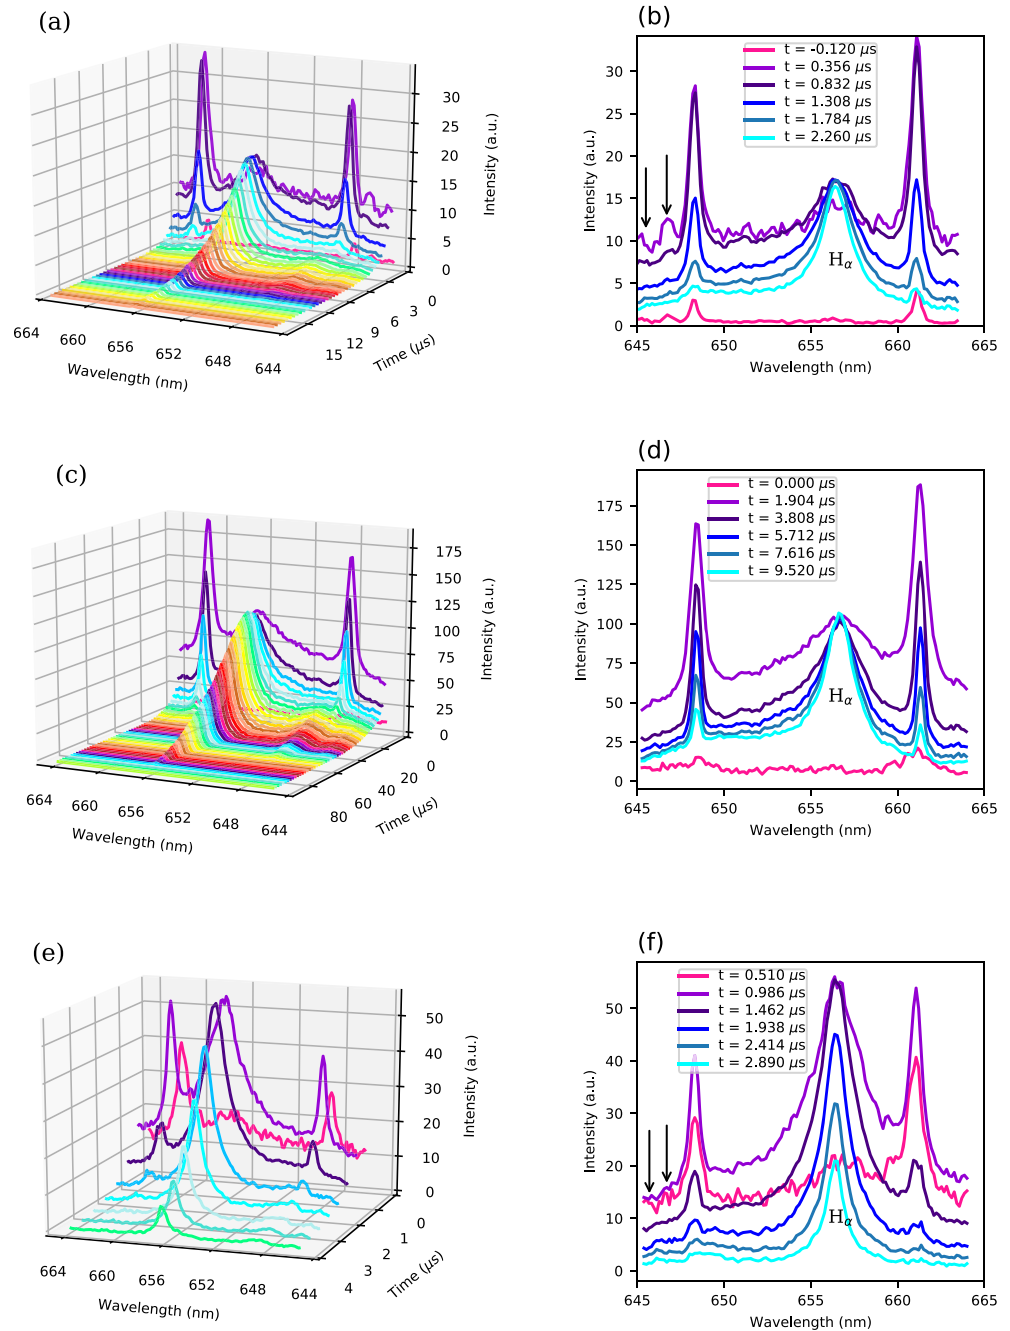 (a)
30
25
20
15
10
5
0
Intensity (a.u.)
664
660
656
652
648
644
15
12
9
6
3
0
Wavelength (nm)
Time (μs)
(b)
t = -0.120 μs
t = 0.356 μs
t = 0.832 μs
t = 1.308 μs
t = 1.784 μs
t = 2.260 μs
30
25
20
15
10
5
0
Intensity (a.u.)
Hα
645
650
655
660
665
Wavelength (nm)
(c)
175
150
125
100
75
50
25
0
Intensity (a.u.)
664
660
656
652
648
644
80
60
40
20
0
Wavelength (nm)
Time (μs)
(d)
t = 0.000 μs
t = 1.904 μs
t = 3.808 μs
t = 5.712 μs
t = 7.616 μs
t = 9.520 μs
175
150
125
100
75
50
25
0
Intensity (a.u.)
Hα
645
650
655
660
665
Wavelength (nm)
(e)
50
40
30
20
10
0
Intensity (a.u.)
664
660
656
652
648
644
4
3
2
1
0
Wavelength (nm)
Time (μs)
(f)
t = 0.510 μs
t = 0.986 μs
t = 1.462 μs
t = 1.938 μs
t = 2.414 μs
t = 2.890 μs
50
40
30
20
10
0
Intensity (a.u.)
Hα
645
650
655
660
665
Wavelength (nm)